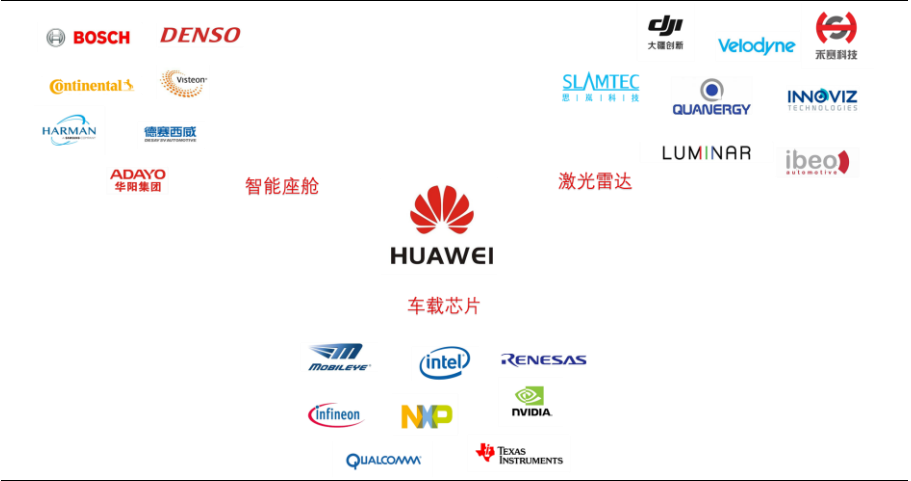 BOSCH
DENSO
Continental
Visteon
HARMAN
德赛西威
ADAYO
华阳集团
智能座舱
dji
大疆创新
Velodyne
禾赛科技
SLAMTEC
思|岚|科|技
QUANERGY
INNOVIZ
TECHNOLOGIES
LUMINAR
ibeo
automotive
激光雷达
HUAWEI
车载芯片
MOBILEYE
intel
RENESAS
infineon
NXP
NVIDIA
QUALCOMM
TEXAS
INSTRUMENTS